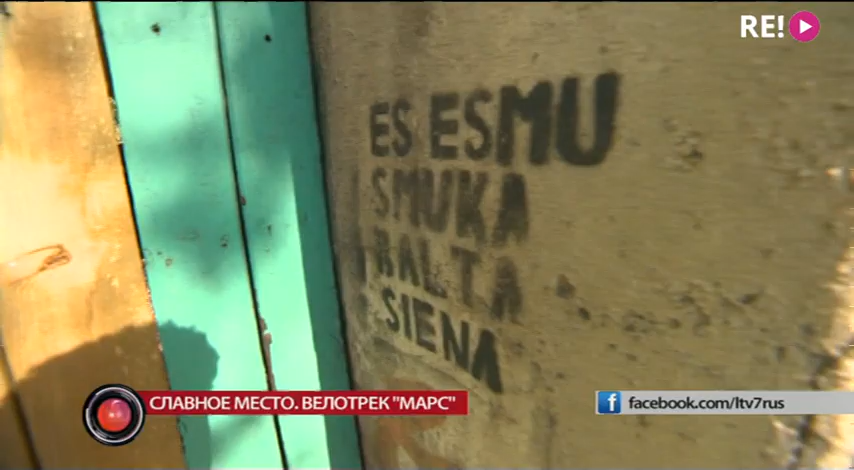 RE!
ES ESMU
SMUKA
BALTA
SIENA
СЛАВНОЕ МЕСТО. ВЕЛОТРЕК "МАРС"
f facebook.com/ltv7rus